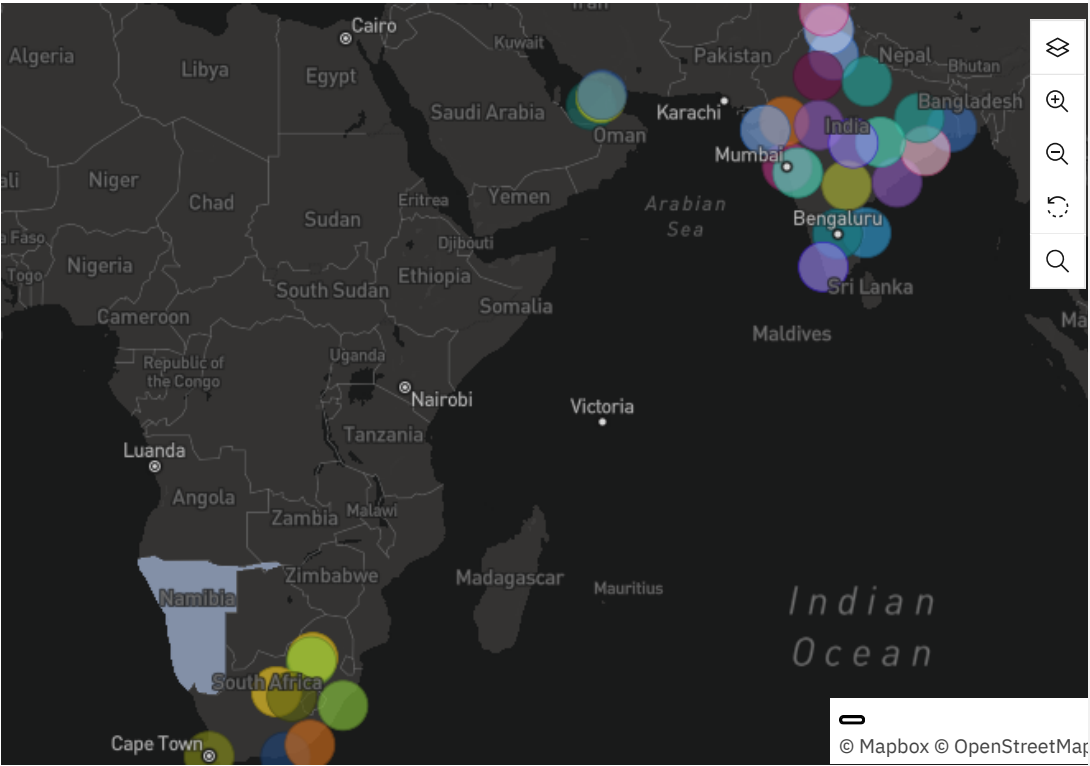 Cairo
Algeria
Libya
Egypt
Kuwait
Pakistan
Nepal
Bhutan
Saudi Arabia
Karachi
Bangladesh
Oman
India
Mumbai
Niger
Chad
Eritrea
Yemen
Arabian
Sea
Sudan
Bengaluru
Djibouti
Nigeria
Togo
Ethiopia
South Sudan
Somalia
Sri Lanka
Cameroon
Maldives
Republic of
the Congo
Uganda
Nairobi
Victoria
Tanzania
Luanda
Angola
Zambia
Malawi
Zimbabwe
Madagascar
Mauritius
Namibia
Indian
Ocean
South Africa
Cape Town
© Mapbox © OpenStreetMap